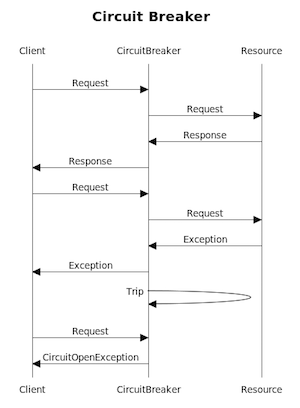 Circuit Breaker
Client CircuitBreaker Resource
Request
Request
Response
Response
Request
Request
Exception
Exception
Trip
Request
CircuitOpenException
Client CircuitBreaker Resource